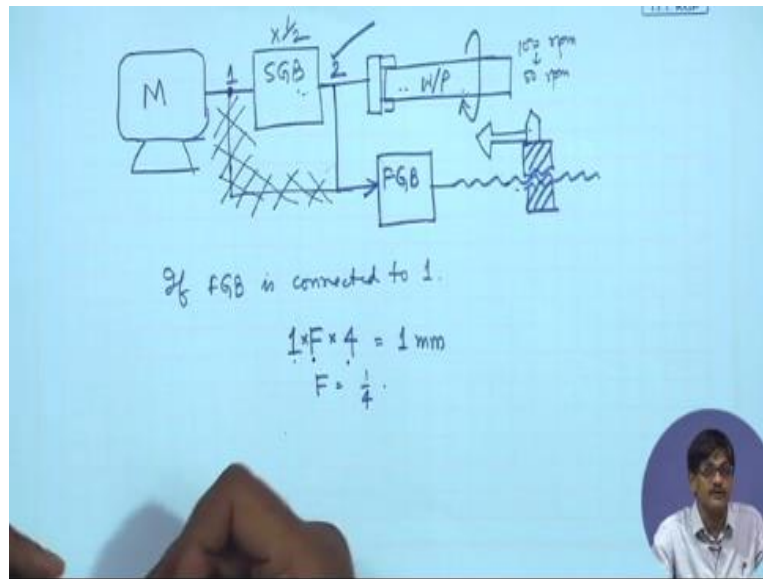 x 1/2
M
1
SGB
2
W/P
100 rpm
↓
50 rpm
FGB
If FGB is connected to 1.
1 × F × 4 = 1 mm
F = 1/4 .